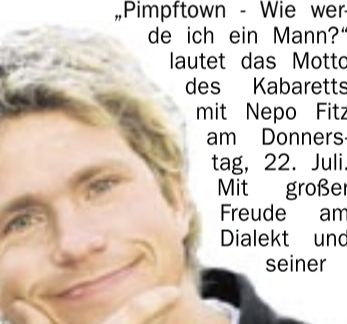 „Pimpftown - Wie wer-
de ich ein Mann?“
lautet das Motto
des Kabaretts
mit Nepo Fitz
am Donners-
tag, 22. Juli.
Mit großer
Freude am
Dialekt und
seiner